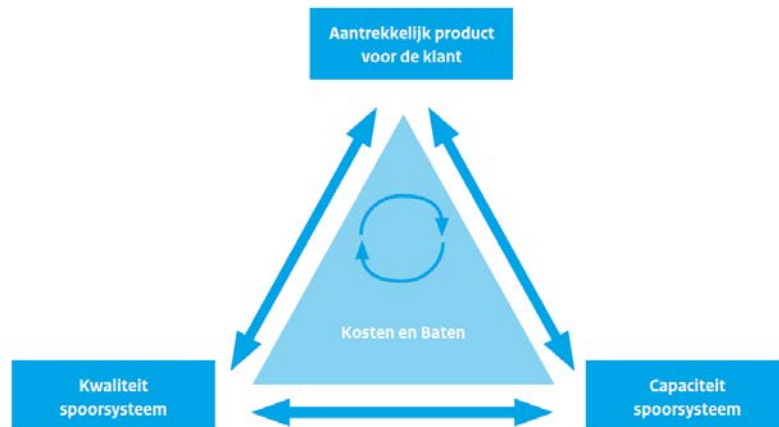 Aantrekkelijk product
voor de klant
Kosten en Baten
Kwaliteit
spoorsysteem
Capaciteit
spoorsysteem